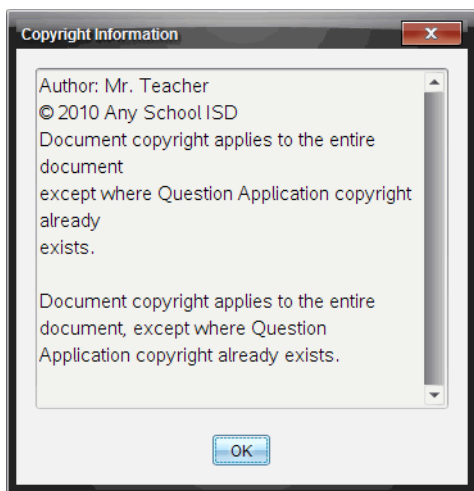 Copyright Information
Author: Mr. Teacher
© 2010 Any School ISD
Document copyright applies to the entire
document
except where Question Application copyright
already
exists.
Document copyright applies to the entire
document, except where Question
Application copyright already exists.
OK